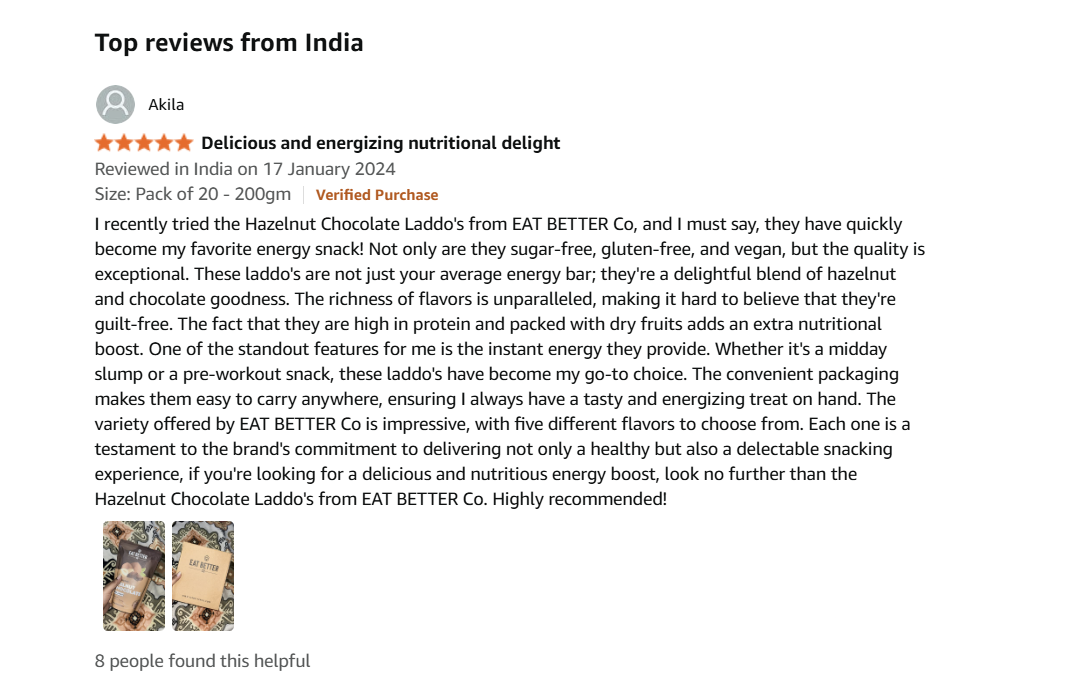 Top reviews from India
Akila
Delicious and energizing nutritional delight
Reviewed in India on 17 January 2024
Size: Pack of 20 - 200gm Verified Purchase
I recently tried the Hazelnut Chocolate Laddo's from EAT BETTER Co, and I must say, they have quickly
become my favorite energy snack! Not only are they sugar-free, gluten-free, and vegan, but the quality is
exceptional. These laddo's are not just your average energy bar; they're a delightful blend of hazelnut
and chocolate goodness. The richness of flavors is unparalleled, making it hard to believe that they're
guilt-free. The fact that they are high in protein and packed with dry fruits adds an extra nutritional
boost. One of the standout features for me is the instant energy they provide. Whether it's a midday
slump or a pre-workout snack, these laddo's have become my go-to choice. The convenient packaging
makes them easy to carry anywhere, ensuring I always have a tasty and energizing treat on hand. The
variety offered by EAT BETTER Co is impressive, with five different flavors to choose from. Each one is a
testament to the brand's commitment to delivering not only a healthy but also a delectable snacking
experience, if you're looking for a delicious and nutritious energy boost, look no further than the
Hazelnut Chocolate Laddo's from EAT BETTER Co. Highly recommended!
EAT BETTER
EAT BETTER
8 people found this helpful